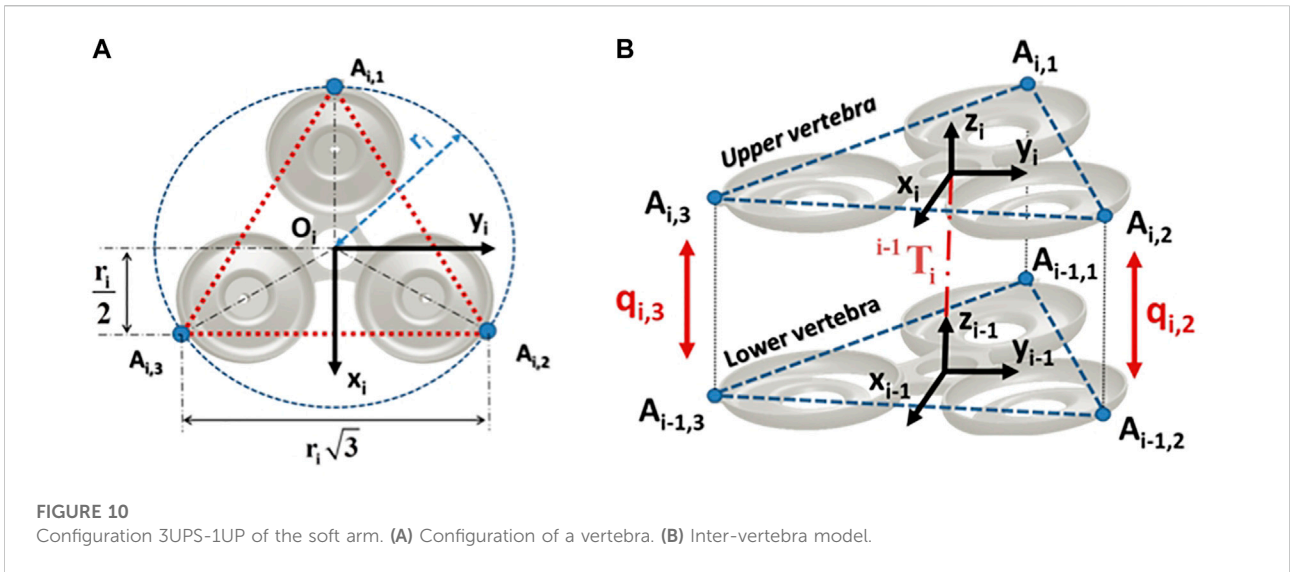 A
A_{i,1}
r_i
O_i
y_i
r_i/2
A_{i,3}
A_{i,2}
x_i
r_i√3
B
A_{i,1}
Upper vertebra
z_i
y_i
x_i
A_{i,3}
A_{i,2}
^{i-1}T_i
A_{i-1,1}
q_{i,3}
q_{i,2}
Lower vertebra
z_{i-1}
y_{i-1}
x_{i-1}
A_{i-1,3}
A_{i-1,2}
FIGURE 10
Configuration 3UPS-1UP of the soft arm. (A) Configuration of a vertebra. (B) Inter-vertebra model.